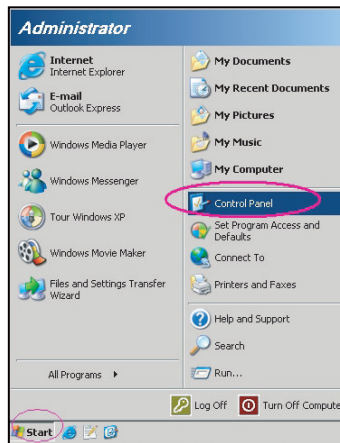 Administrator
Internet
Internet Explorer
E-mail
Outlook Express
Windows Media Player
Windows Messenger
Tour Windows XP
Windows Movie Maker
Files and Settings Transfer
Wizard
All Programs
My Documents
My Recent Documents
My Pictures
My Music
My Computer
Control Panel
Set Program Access and
Defaults
Connect To
Printers and Faxes
Help and Support
Search
Run...
Log Off
Turn Off Compute
Start